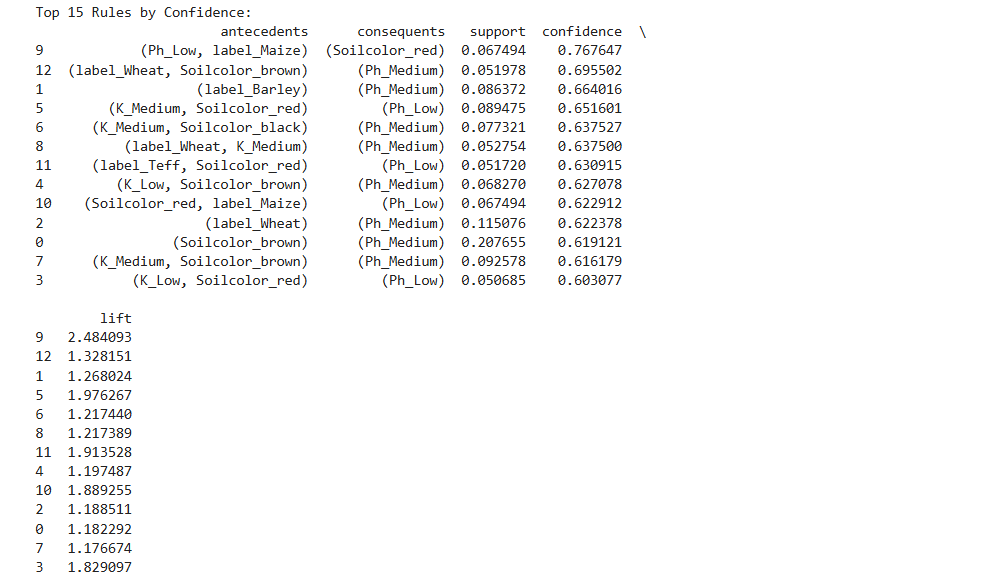 Top 15 Rules by Confidence:
                       antecedents      consequents   support  confidence  \
9            (Ph_Low, label_Maize)  (Soilcolor_red)  0.067494    0.767647
12  (label_Wheat, Soilcolor_brown)      (Ph_Medium)  0.051978    0.695502
1                   (label_Barley)      (Ph_Medium)  0.086372    0.664016
5        (K_Medium, Soilcolor_red)         (Ph_Low)  0.089475    0.651601
6      (K_Medium, Soilcolor_black)      (Ph_Medium)  0.077321    0.637527
8          (label_Wheat, K_Medium)      (Ph_Medium)  0.052754    0.637500
11     (label_Teff, Soilcolor_red)         (Ph_Low)  0.051720    0.630915
4         (K_Low, Soilcolor_brown)      (Ph_Medium)  0.068270    0.627078
10    (Soilcolor_red, label_Maize)         (Ph_Low)  0.067494    0.622912
2                    (label_Wheat)      (Ph_Medium)  0.115076    0.622378
0                (Soilcolor_brown)      (Ph_Medium)  0.207655    0.619121
7      (K_Medium, Soilcolor_brown)      (Ph_Medium)  0.092578    0.616179
3           (K_Low, Soilcolor_red)         (Ph_Low)  0.050685    0.603077

        lift
9   2.484093
12  1.328151
1   1.268024
5   1.976267
6   1.217440
8   1.217389
11  1.913528
4   1.197487
10  1.889255
2   1.188511
0   1.182292
7   1.176674
3   1.829097